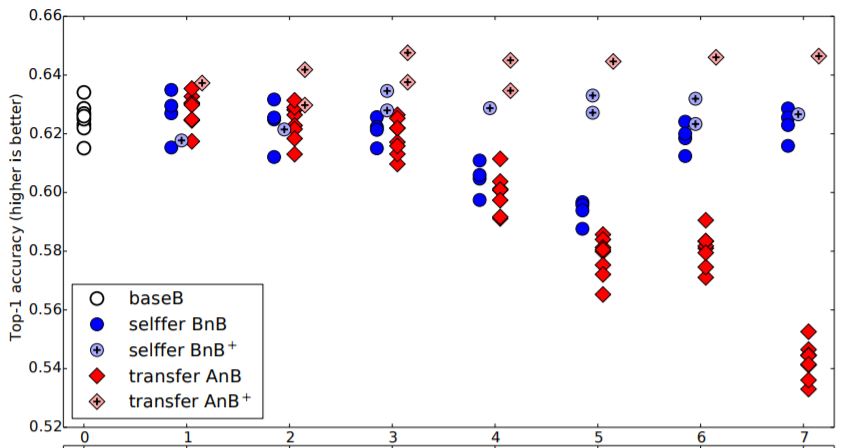 0.66
0.64
0.62
0.60
0.58
0.56
0.54
0.52
Top-1 accuracy (higher is better)
baseB
selffer BnB
selffer BnB⁺
transfer AnB
transfer AnB⁺
0 1 2 3 4 5 6 7